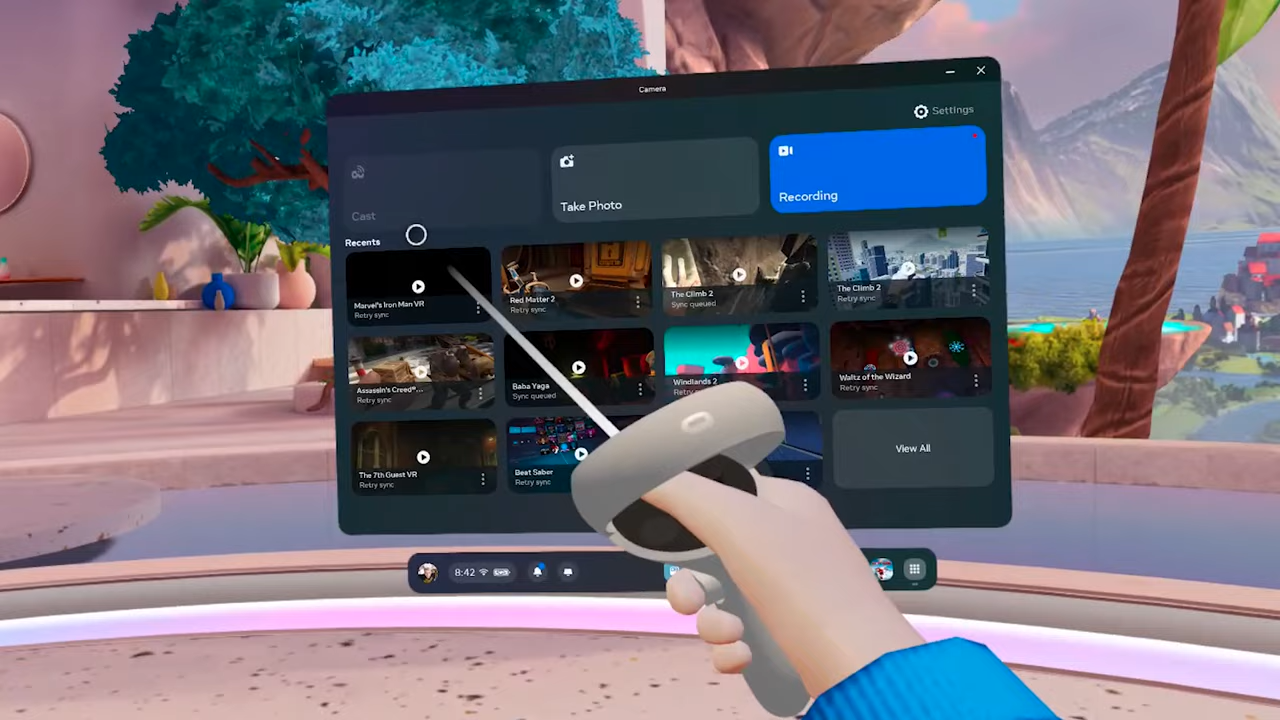 Camera
Settings
Cast
Take Photo
Recording
Recents
Marvel's Iron Man VR
Retry sync
Red Matter 2
Retry sync
The Climb 2
Sync queued
The Climb 2
Retry sync
Assassin's Creed®...
Retry sync
Baba Yaga
Sync queued
Windlands 2
Retry
Waltz of the Wizard
Retry sync
The 7th Guest VR
Retry sync
Beat Saber
Retry sync
View All
8:42